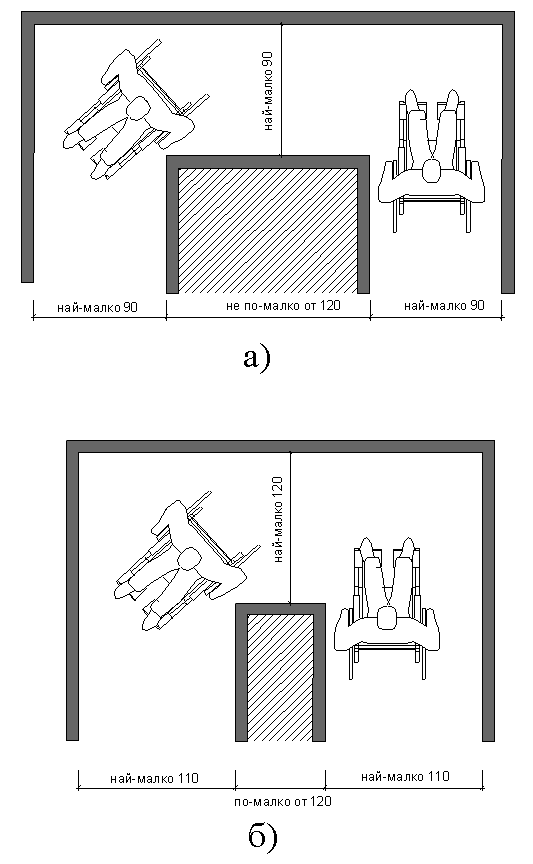 най-малко 90
най-малко 90
не по-малко от 120
най-малко 90
а)
най-малко 120
най-малко 110
най-малко 110
по-малко от 120
б)